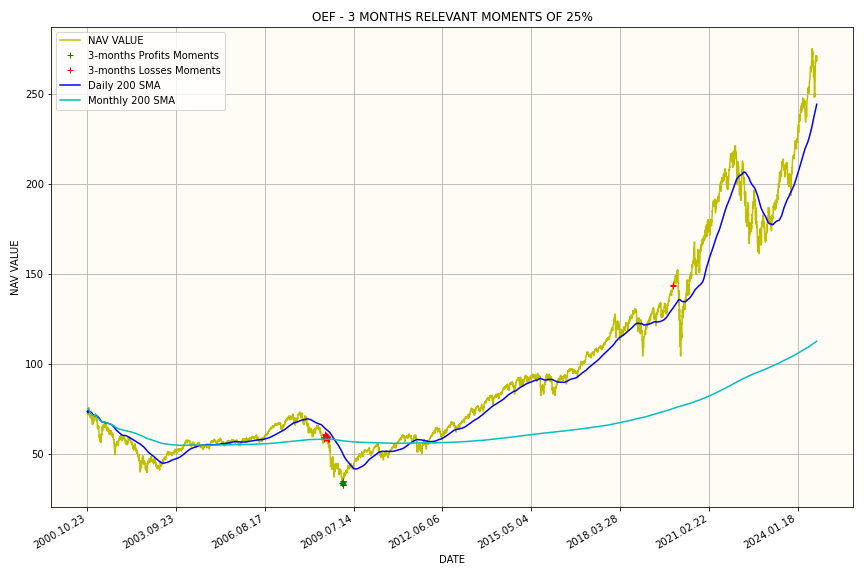 OEF - 3 MONTHS RELEVANT MOMENTS OF 25%
NAV VALUE
3-months Profits Moments
3-months Losses Moments
Daily 200 SMA
Monthly 200 SMA
NAV VALUE
250
200
150
100
50
2000.10.23
2003.09.23
2006.08.17
2009.07.14
2012.06.06
2015.05.04
2018.03.28
2021.02.22
2024.01.18
DATE